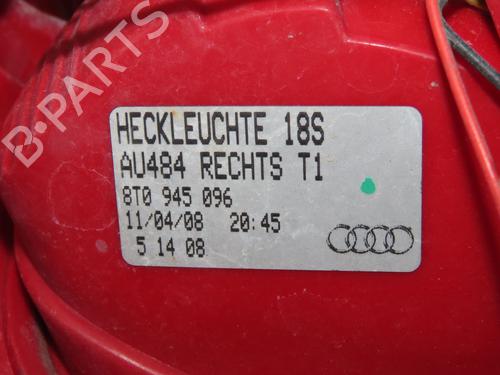 B-PARTS
HECKLEUCHTE 18S
AU484 RECHTS T1
8T0 945 096
11/04/08 20:45
5 14 08